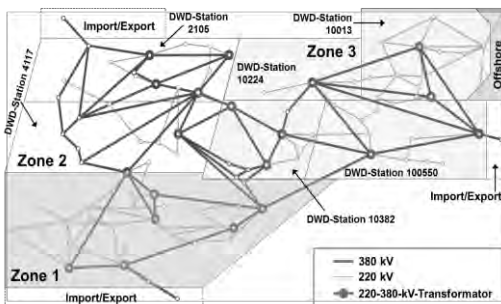 Import/Export
DWD-Station
2105
DWD-Station
10013
Zone 3
Offshore
DWD-Station 4117
DWD-Station
10224
Zone 2
DWD-Station 100550
Import/Export
DWD-Station 10382
Zone 1
Import/Export
380 kV
220 kV
220-380-kV-Transformator